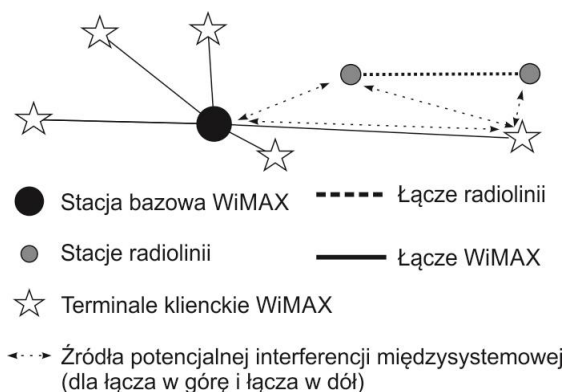 Stacja bazowa WiMAX
Łącze radiolinii
Stacje radiolinii
Łącze WiMAX
Terminale klienckie WiMAX
Źródła potencjalnej interferencji międzysystemowej
(dla łącza w górę i łącza w dół)